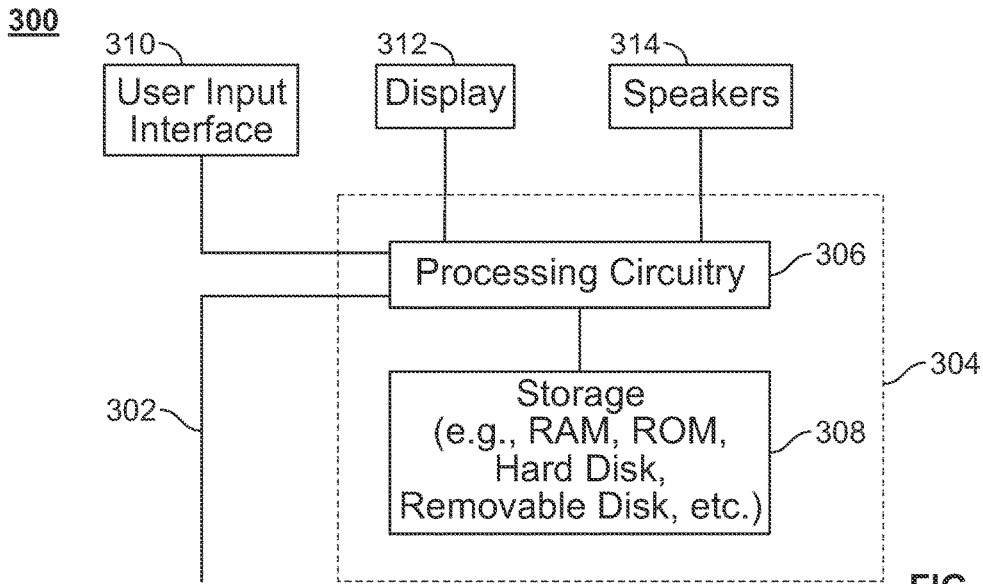 300
310
312
314
User Input
Interface
Display
Speakers
Processing Circuitry
306
304
302
Storage
(e.g., RAM, ROM,
Hard Disk,
Removable Disk, etc.)
308
FIG